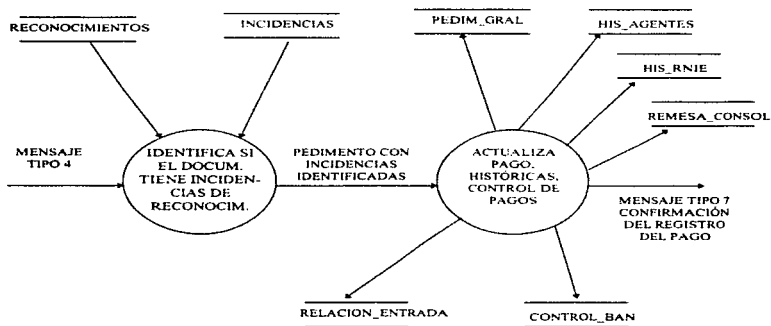 RECONOCIMIENTOS
INCIDENCIAS
PEDIM_GRAL
HIS_AGENTES
HIS_RNIE
REMESA_CONSOL
MENSAJE
TIPO 4
IDENTIFICA SI
EL DOCUM.
TIENE INCIDEN-
CIAS DE
RECONOCIM.
PEDIMENTO CON
INCIDENCIAS
IDENTIFICADAS
ACTUALIZA
PAGO.
HISTÓRICAS,
CONTROL DE
PAGOS
MENSAJE TIPO 7
CONFIRMACIÓN
DEL REGISTRO
DEL PAGO
RELACION_ENTRADA
CONTROL_BAN